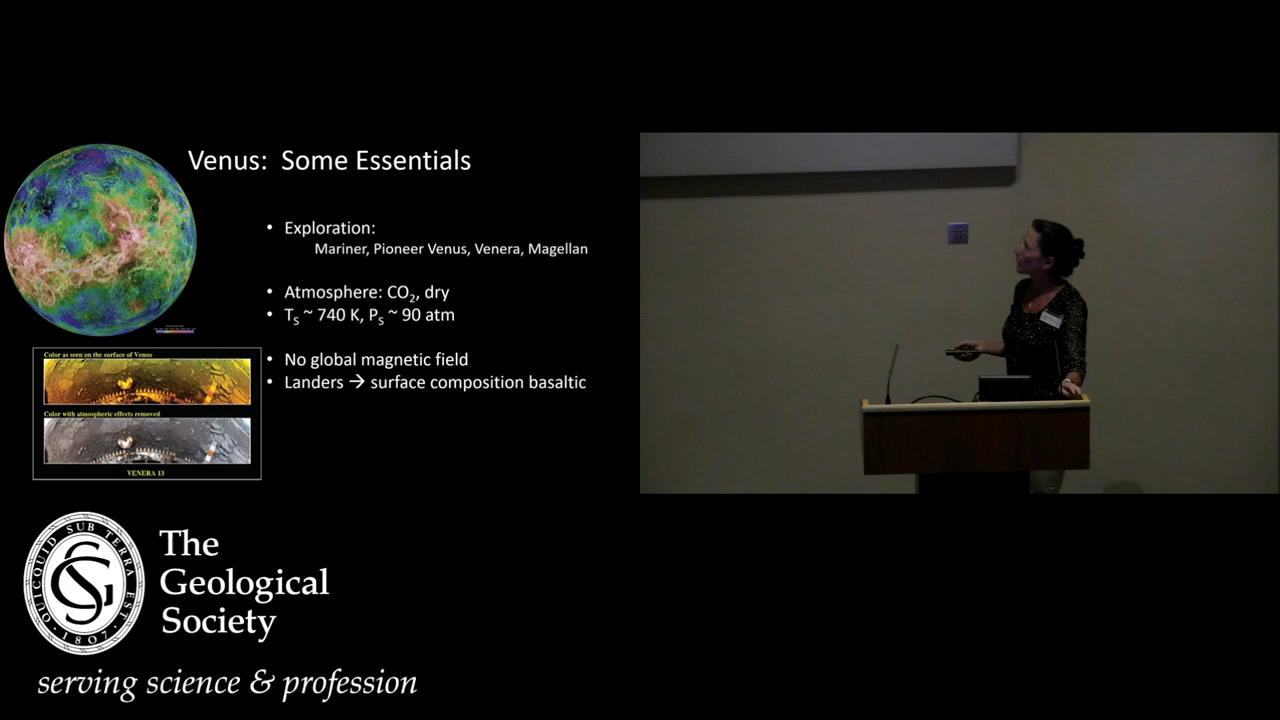 Venus: Some Essentials
• Exploration:
Mariner, Pioneer Venus, Venera, Magellan
• Atmosphere: CO2, dry
• TS ~ 740 K, PS ~ 90 atm
• No global magnetic field
• Landers → surface composition basaltic
Color as seen on the surface of Venus
Color with atmospheric effects removed
VENERA 13
QUICQUID SUB TERRA EST
1807
The
Geological
Society
serving science & profession